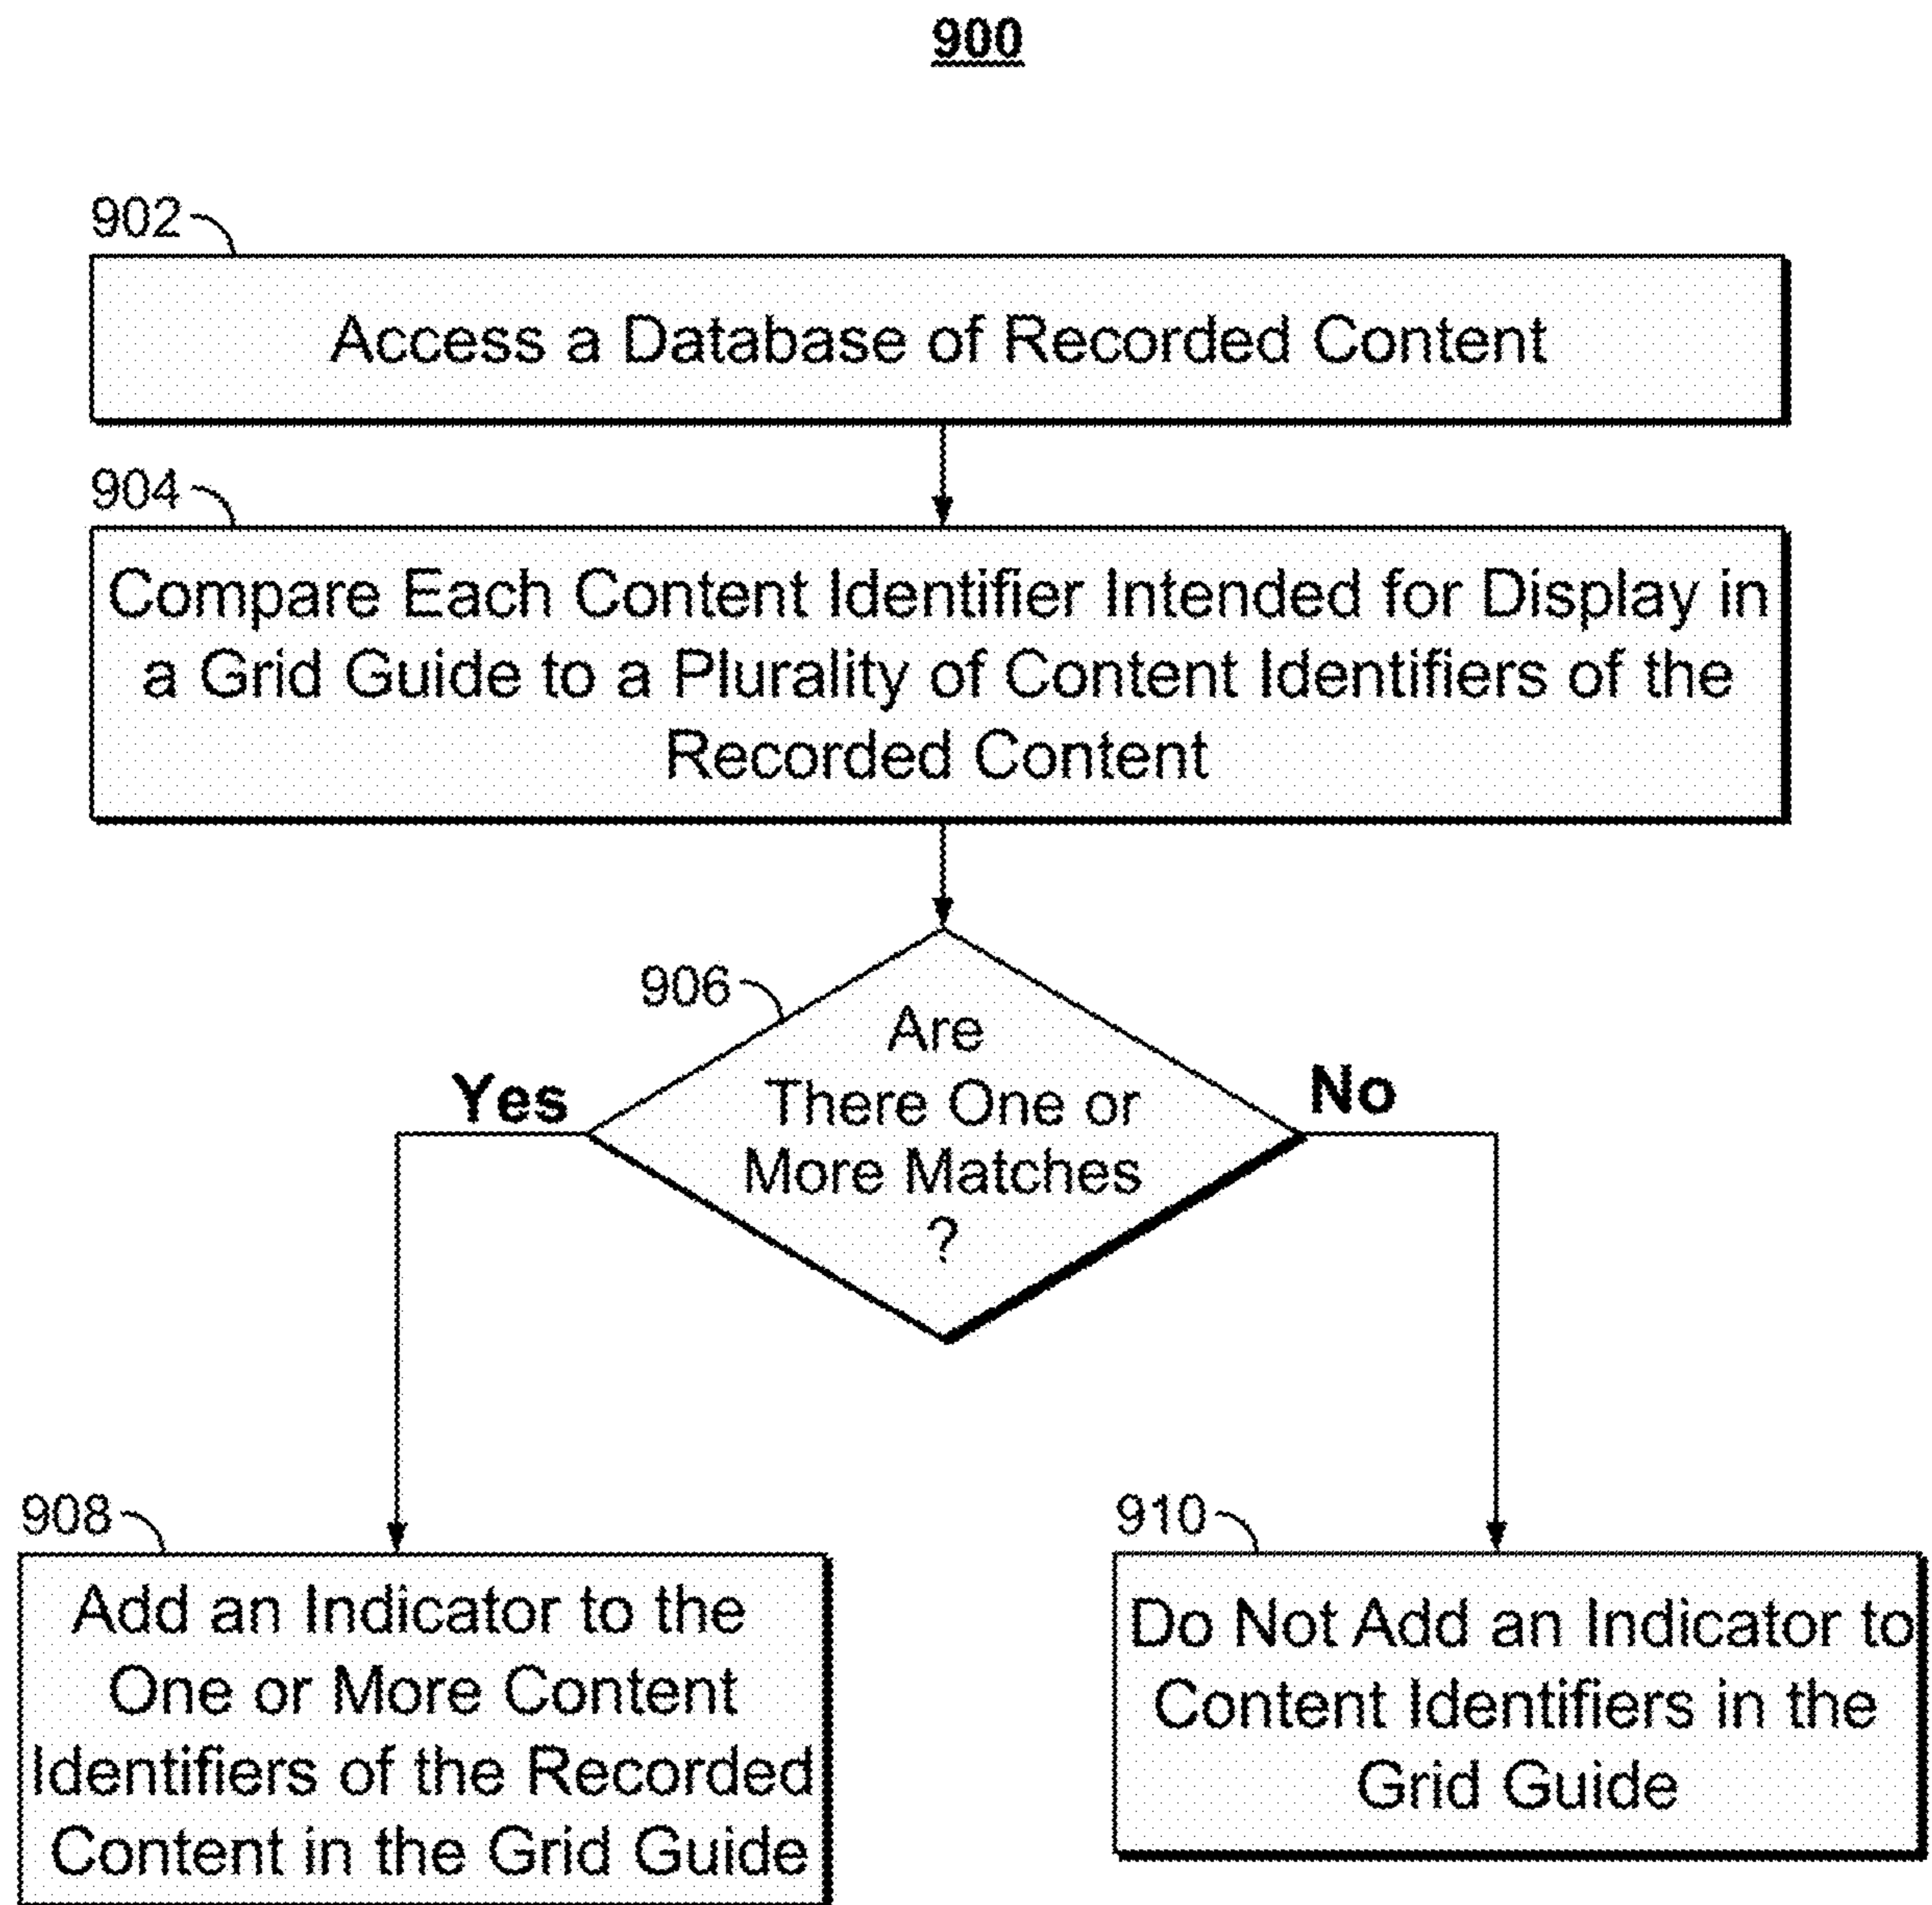 900
902
Access a Database of Recorded Content
904
Compare Each Content Identifier Intended for Display in
a Grid Guide to a Plurality of Content Identifiers of the
Recorded Content
906
Are
There One or
More Matches
?
Yes
No
908
Add an Indicator to the
One or More Content
Identifiers of the Recorded
Content in the Grid Guide
910
Do Not Add an Indicator to
Content Identifiers in the
Grid Guide